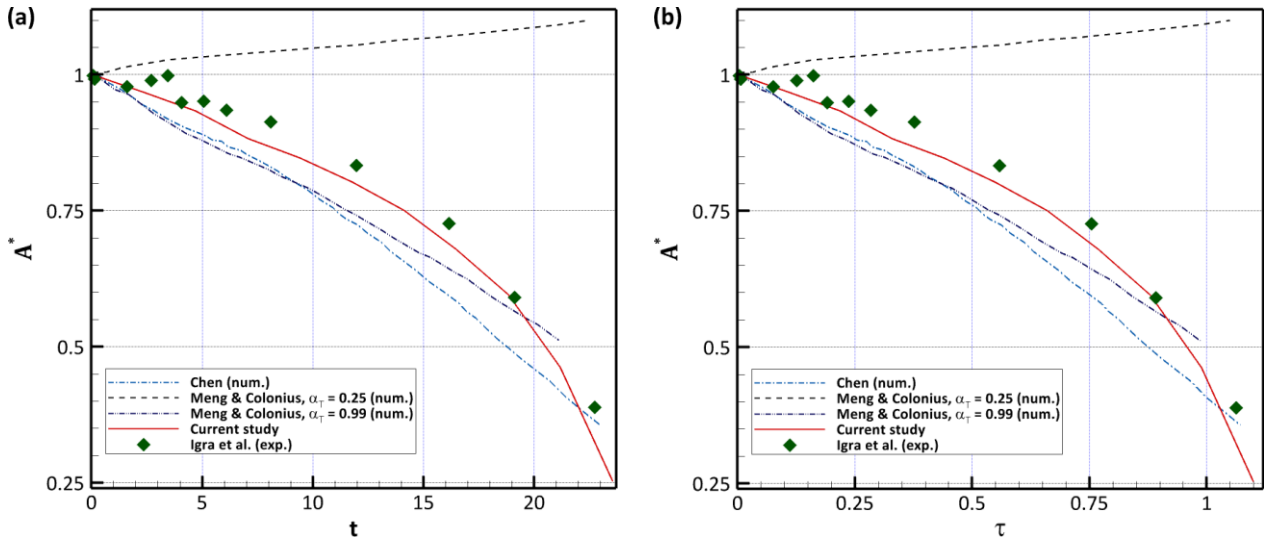 (a)
A*
1
0.75
0.5
0.25
Chen (num.)
Meng & Colonius, α_T = 0.25 (num.)
Meng & Colonius, α_T = 0.99 (num.)
Current study
Igra et al. (exp.)
0 5 10 15 20
t
(b)
A*
1
0.75
0.5
0.25
Chen (num.)
Meng & Colonius, α_T = 0.25 (num.)
Meng & Colonius, α_T = 0.99 (num.)
Current study
Igra et al. (exp.)
0 0.25 0.5 0.75 1
τ